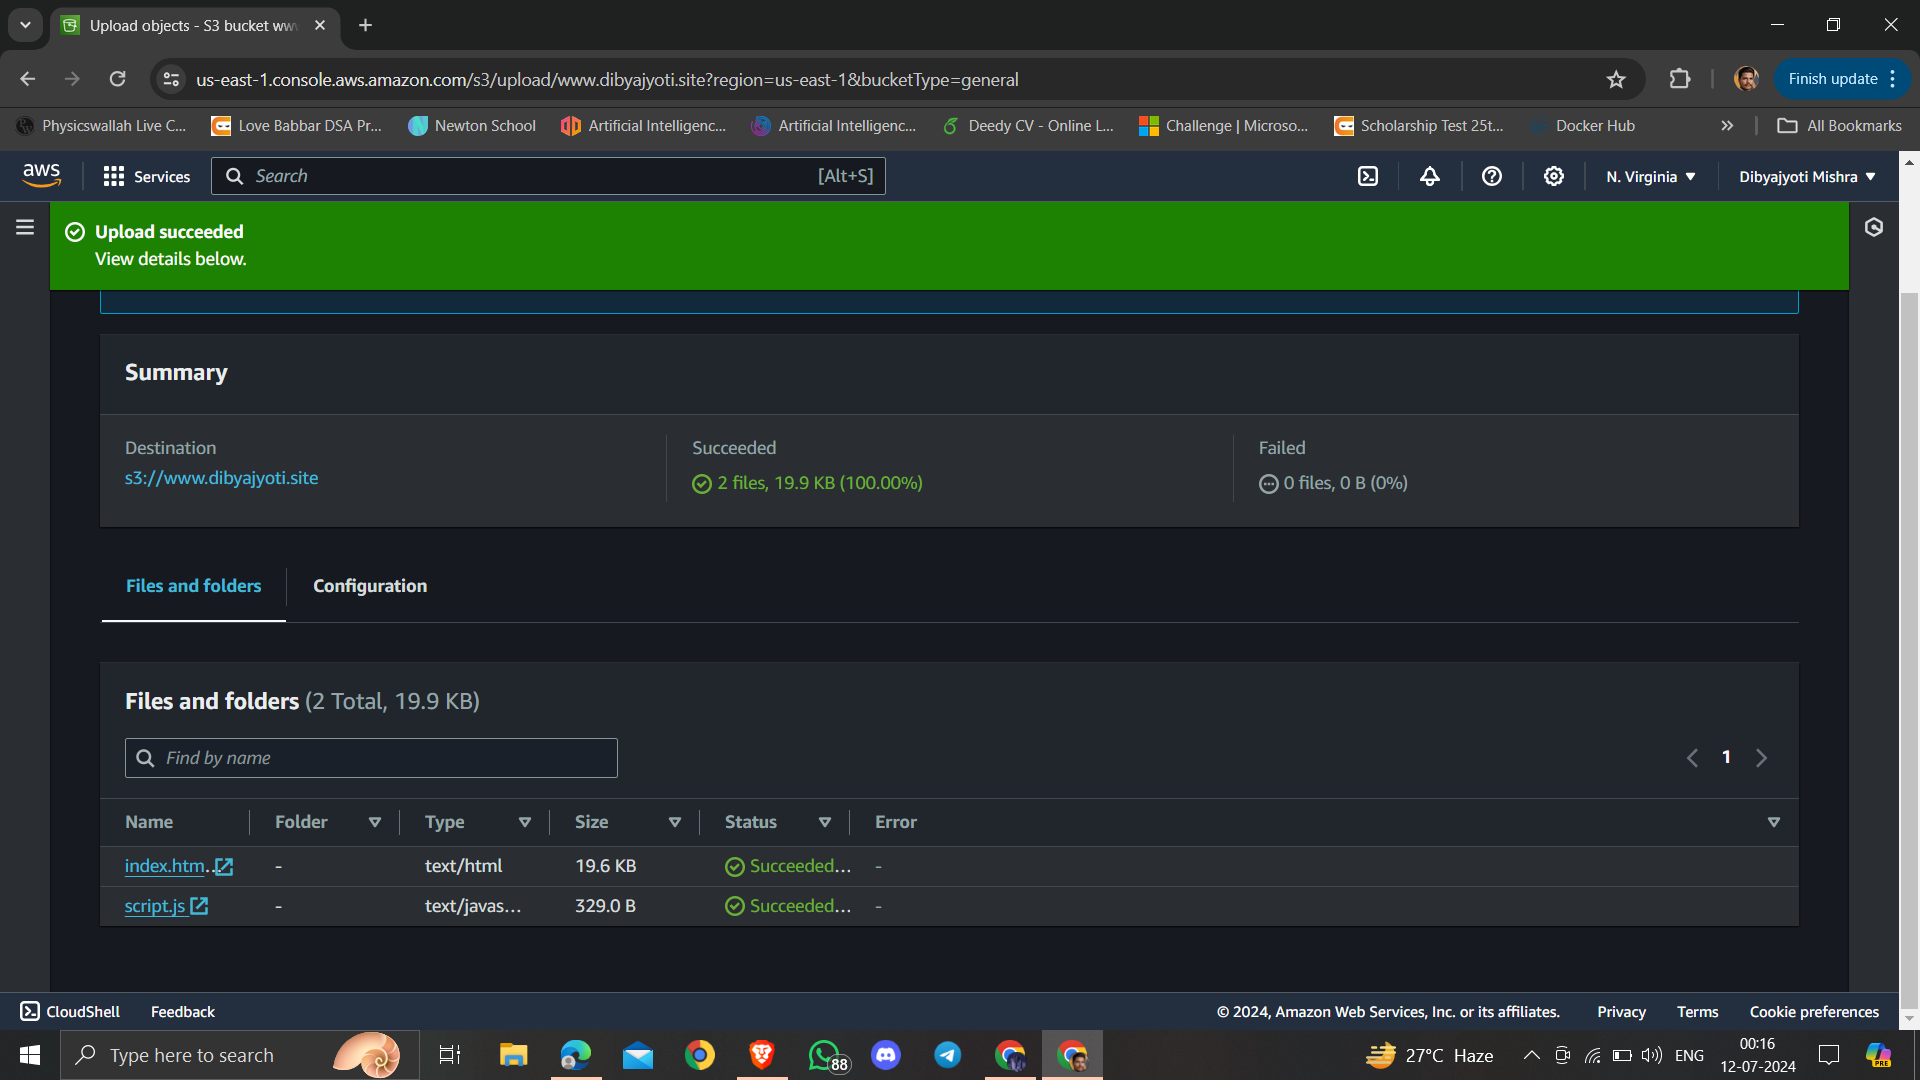 Upload objects - S3 bucket ww
us-east-1.console.aws.amazon.com/s3/upload/www.dibyajyoti.site?region=us-east-1&bucketType=general
Finish update
Physicswallah Live C...
Love Babbar DSA Pr...
Newton School
Artificial Intelligenc...
Artificial Intelligenc...
Deedy CV - Online L...
Challenge | Microso...
Scholarship Test 25t...
Docker Hub
All Bookmarks
aws
Services
Search
[Alt+S]
N. Virginia
Dibyajyoti Mishra
Upload succeeded
View details below.
Summary
Destination
s3://www.dibyajyoti.site
Succeeded
2 files, 19.9 KB (100.00%)
Failed
0 files, 0 B (0%)
Files and folders
Configuration
Files and folders (2 Total, 19.9 KB)
Find by name
1
Name Folder Type Size Status Error
index.htm... - text/html 19.6 KB Succeeded... -
script.js - text/javas... 329.0 B Succeeded... -
CloudShell
Feedback
© 2024, Amazon Web Services, Inc. or its affiliates.
Privacy
Terms
Cookie preferences
Type here to search
88
27°C Haze
ENG
00:16
12-07-2024
PRE